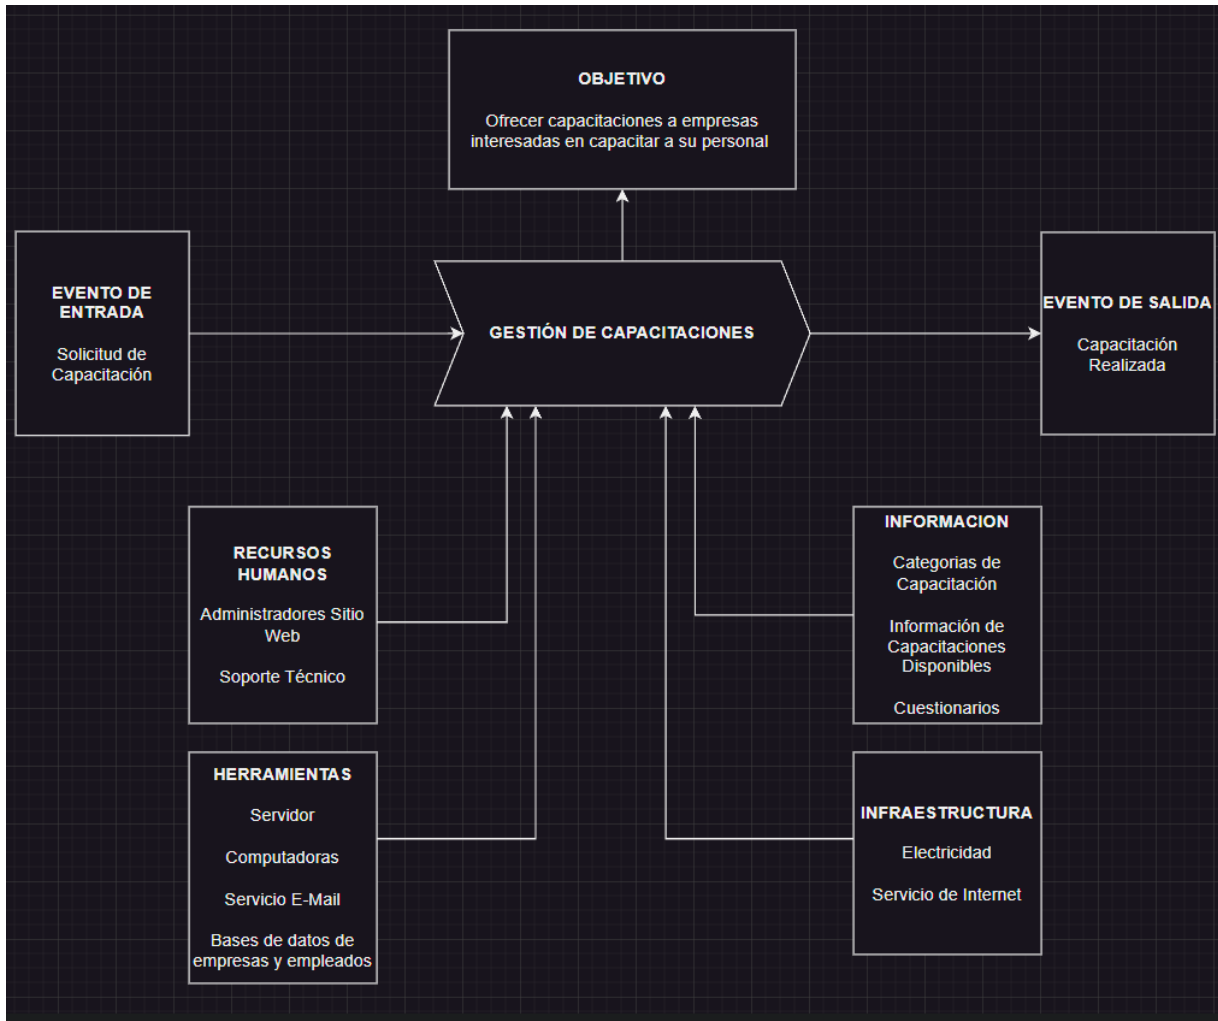 OBJETIVO
Ofrecer capacitaciones a empresas
interesadas en capacitar a su personal
EVENTO DE
ENTRADA
Solicitud de
Capacitación
GESTIÓN DE CAPACITACIONES
EVENTO DE SALIDA
Capacitación
Realizada
RECURSOS
HUMANOS
Administradores Sitio
Web
Soporte Técnico
INFORMACION
Categorias de
Capacitación
Información de
Capacitaciones
Disponibles
Cuestionarios
HERRAMIENTAS
Servidor
Computadoras
Servicio E-Mail
Bases de datos de
empresas y empleados
INFRAESTRUCTURA
Electricidad
Servicio de Internet